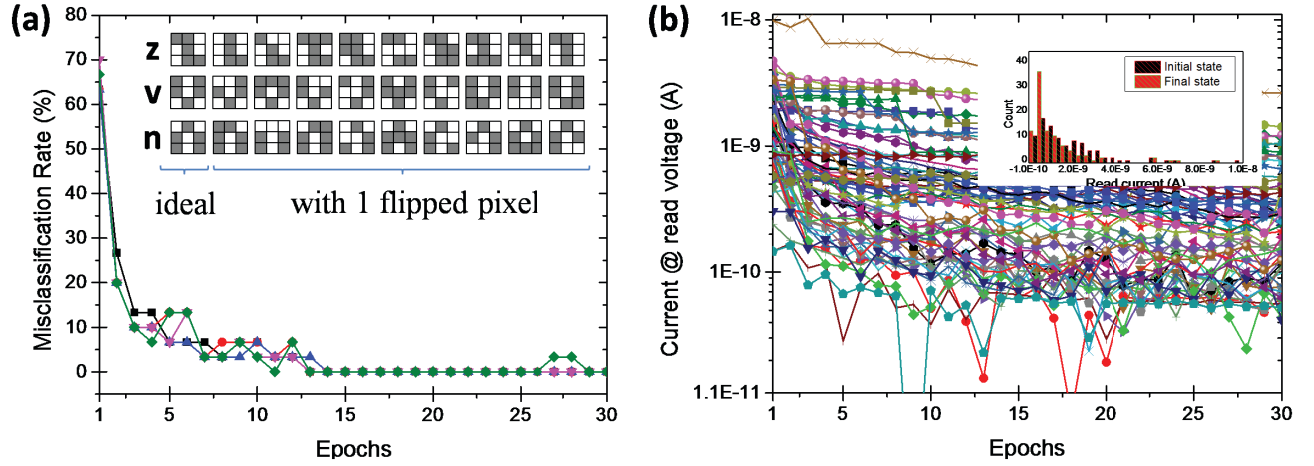 (a)
Misclassification Rate (%)
80
70
60
50
40
30
20
10
0
z
v
n
ideal
with 1 flipped pixel
1
5
10
15
20
25
30
Epochs
(b)
Current @ read voltage (A)
1E-8
1E-9
1E-10
1.1E-11
Count
40
30
20
10
0
Initial state
Final state
-1.0E-10
2.0E-9
4.0E-9
6.0E-9
8.0E-9
1.0E-8
Read current (A)
1
5
10
15
20
25
30
Epochs